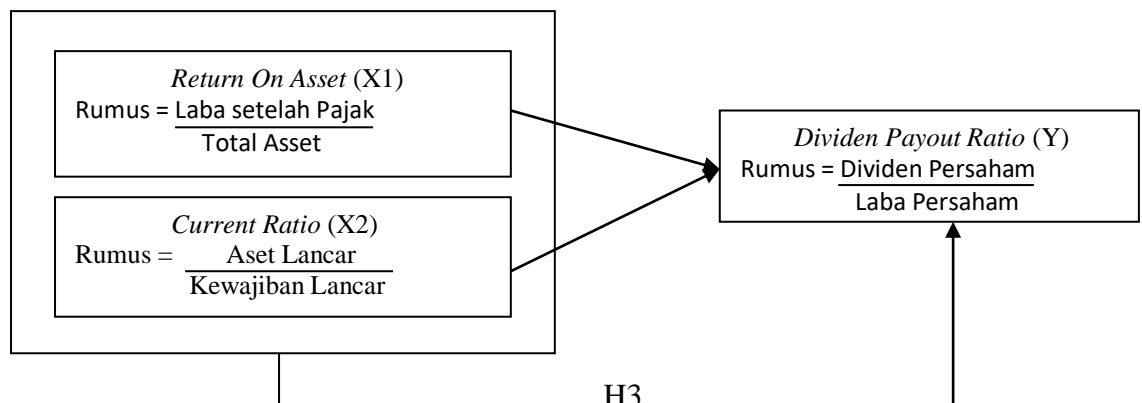 Return On Asset (X1)
Rumus = Laba setelah Pajak
Total Asset
Current Ratio (X2)
Rumus = Aset Lancar
Kewajiban Lancar
Dividen Payout Ratio (Y)
Rumus = Dividen Persaham
Laba Persaham
H3